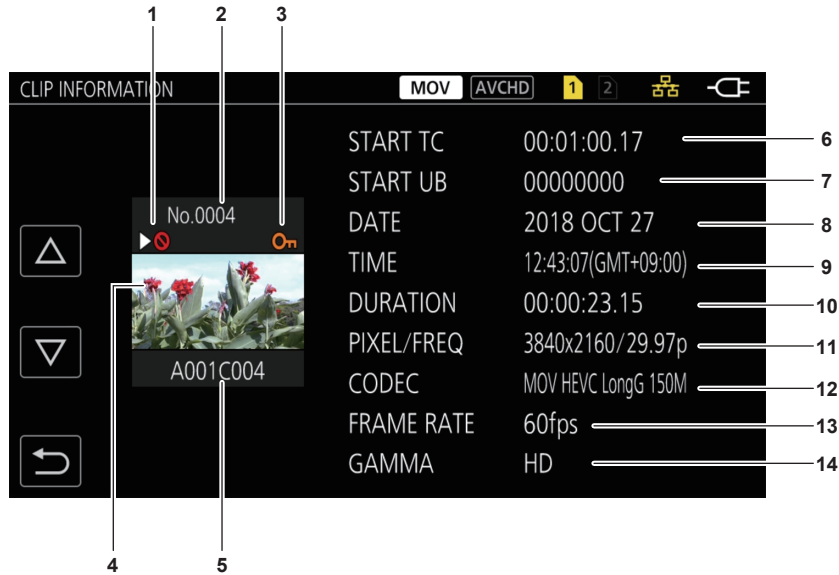 1 2 3
CLIP INFORMATION MOV AVCHD 1 2
START TC 00:01:00.17 6
START UB 00000000 7
No.0004
DATE 2018 OCT 27 8
TIME 12:43:07(GMT+09:00) 9
DURATION 00:00:23.15 10
PIXEL/FREQ 3840x2160/29.97p 11
A001C004
CODEC MOV HEVC LongG 150M 12
FRAME RATE 60fps 13
GAMMA HD 14
4 5